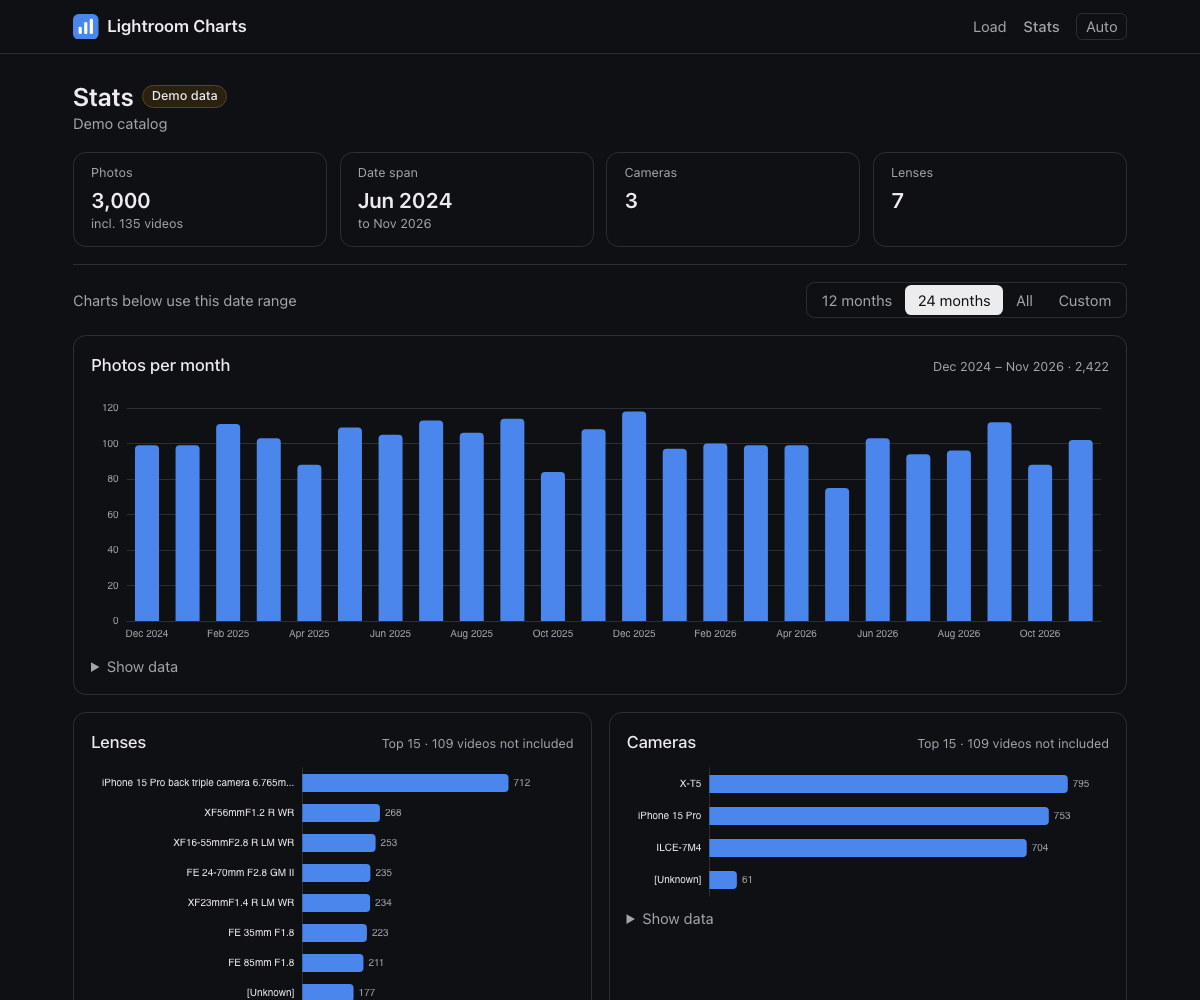 Lightroom Charts
Load Stats Auto
Stats Demo data
Demo catalog
Photos
3,000
incl. 135 videos
Date span
Jun 2024
to Nov 2026
Cameras
3
Lenses
7
Charts below use this date range
12 months 24 months All Custom
Photos per month
Dec 2024 – Nov 2026 · 2,422
120
100
80
60
40
20
0
Dec 2024 Feb 2025 Apr 2025 Jun 2025 Aug 2025 Oct 2025 Dec 2025 Feb 2026 Apr 2026 Jun 2026 Aug 2026 Oct 2026
Show data
Lenses
Top 15 · 109 videos not included
iPhone 15 Pro back triple camera 6.765m... 712
XF56mmF1.2 R WR 268
XF16-55mmF2.8 R LM WR 253
FE 24-70mm F2.8 GM II 235
XF23mmF1.4 R LM WR 234
FE 35mm F1.8 223
FE 85mm F1.8 211
[Unknown] 177
Cameras
Top 15 · 109 videos not included
X-T5 795
iPhone 15 Pro 753
ILCE-7M4 704
[Unknown] 61
Show data